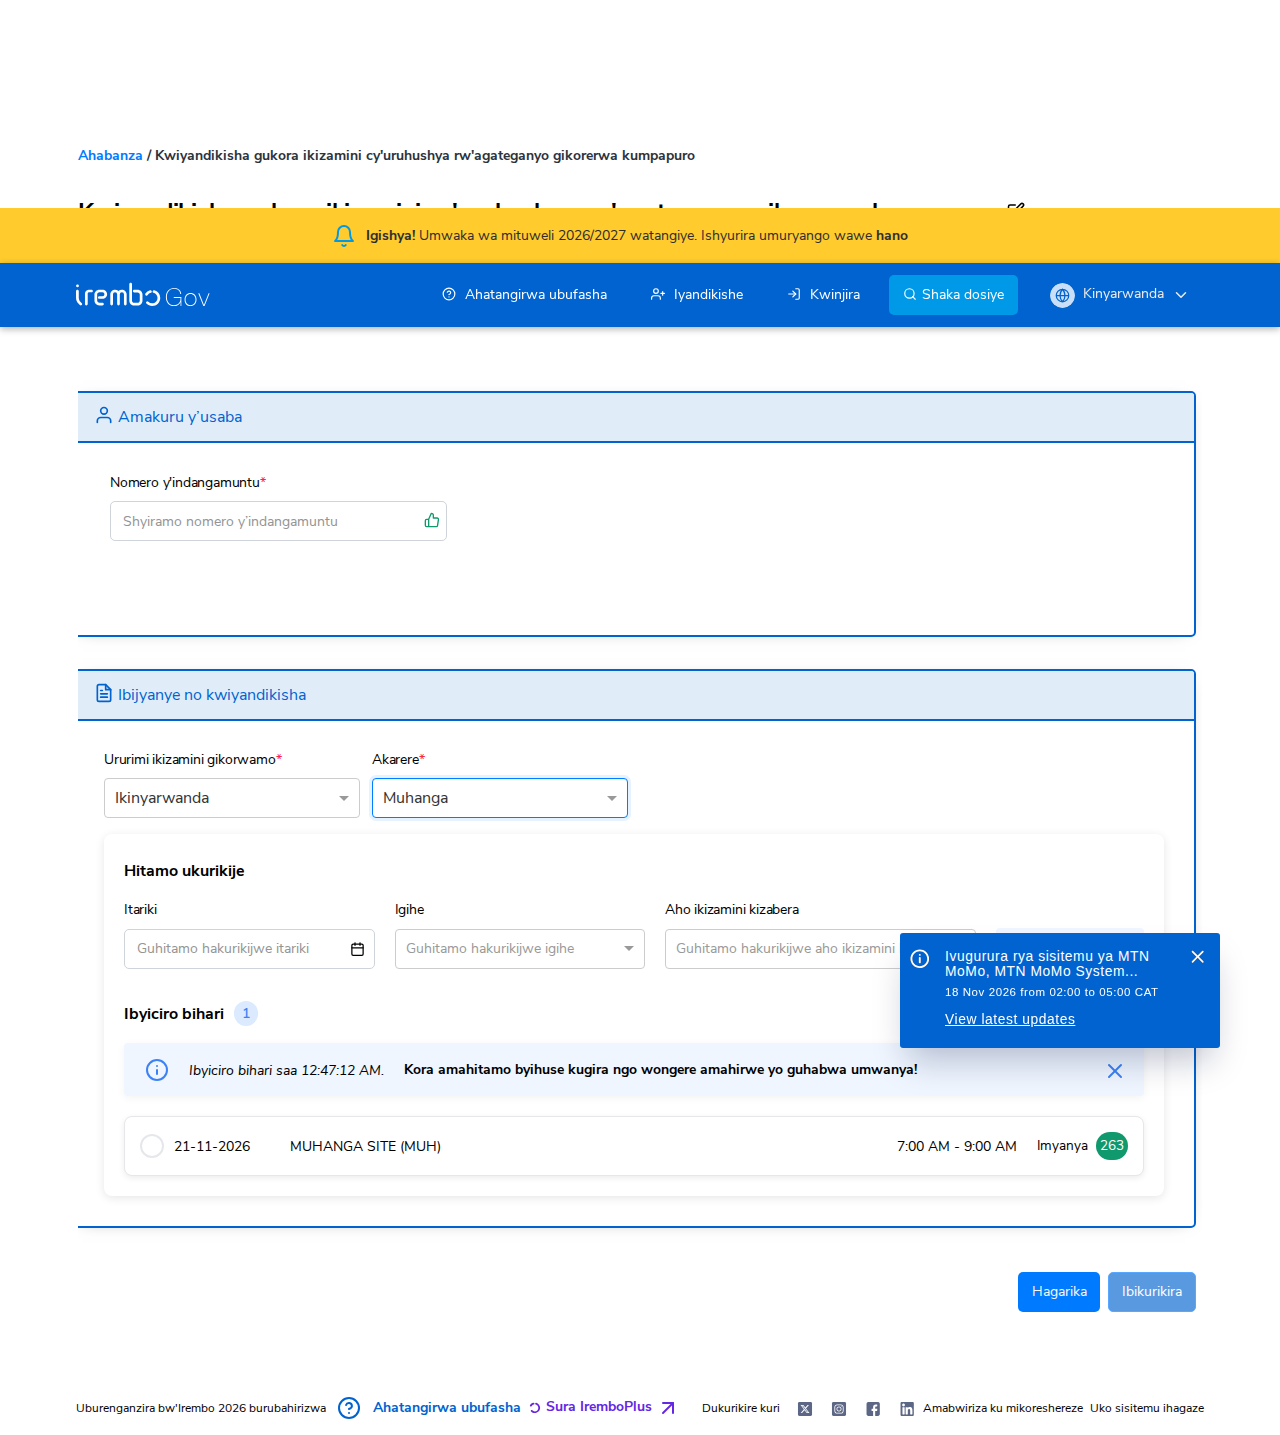 Ahabanza / Kwiyandikisha gukora ikizamini cy'uruhushya rw'agateganyo gikorerwa kumpapuro
Igishya! Umwaka wa mituweli 2026/2027 watangiye. Ishyurira umuryango wawe hano
irembo Gov
Ahatangirwa ubufasha
Iyandikishe
Kwinjira
Shaka dosiye
Kinyarwanda
Amakuru y’usaba
Nomero y'indangamuntu*
Shyiramo nomero y’indangamuntu
Ibijyanye no kwiyandikisha
Ururimi ikizamini gikorwamo* Akarere*
Ikinyarwanda Muhanga
Hitamo ukurikije
Itariki Igihe Aho ikizamini kizabera
Guhitamo hakurikijwe itariki Guhitamo hakurikijwe igihe Guhitamo hakurikijwe aho ikizamini
Ivugurura rya sisitemu ya MTN
MoMo, MTN MoMo System...
18 Nov 2026 from 02:00 to 05:00 CAT
View latest updates
Ibyiciro bihari 1
Ibyiciro bihari saa 12:47:12 AM. Kora amahitamo byihuse kugira ngo wongere amahirwe yo guhabwa umwanya!
21-11-2026 MUHANGA SITE (MUH) 7:00 AM - 9:00 AM Imyanya 263
Hagarika Ibikurikira
Uburenganzira bw'Irembo 2026 burubahirizwa Ahatangirwa ubufasha Sura IremboPlus Dukurikire kuri Amabwiriza ku mikoreshereze Uko sisitemu ihagaze